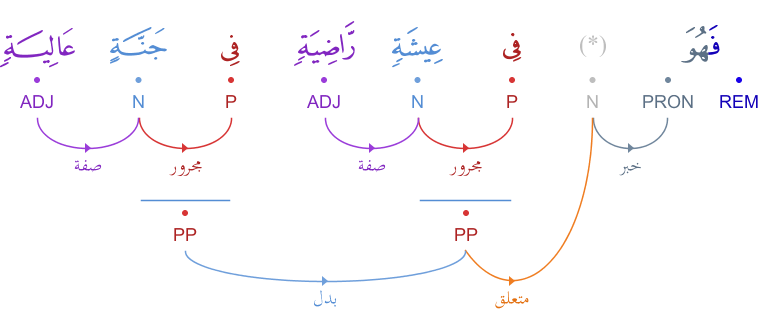 فَهُوَ (*) فِى عِيشَةٍ رَّاضِيَةٍ فِى جَنَّةٍ عَالِيَةٍ
REM PRON N P N ADJ P N ADJ
خبر مجرور صفة مجرور صفة
PP PP
متعلق بدل